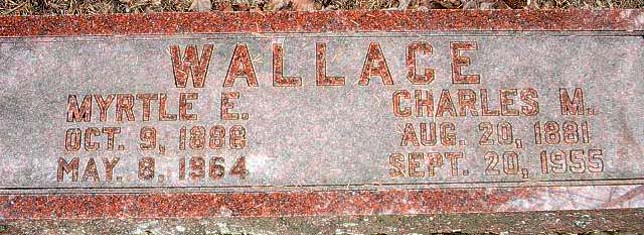 WALLACE
MYRTLE E.
OCT. 9, 1888
MAY. 8, 1964
CHARLES M.
AUG. 20, 1881
SEPT. 20, 1955